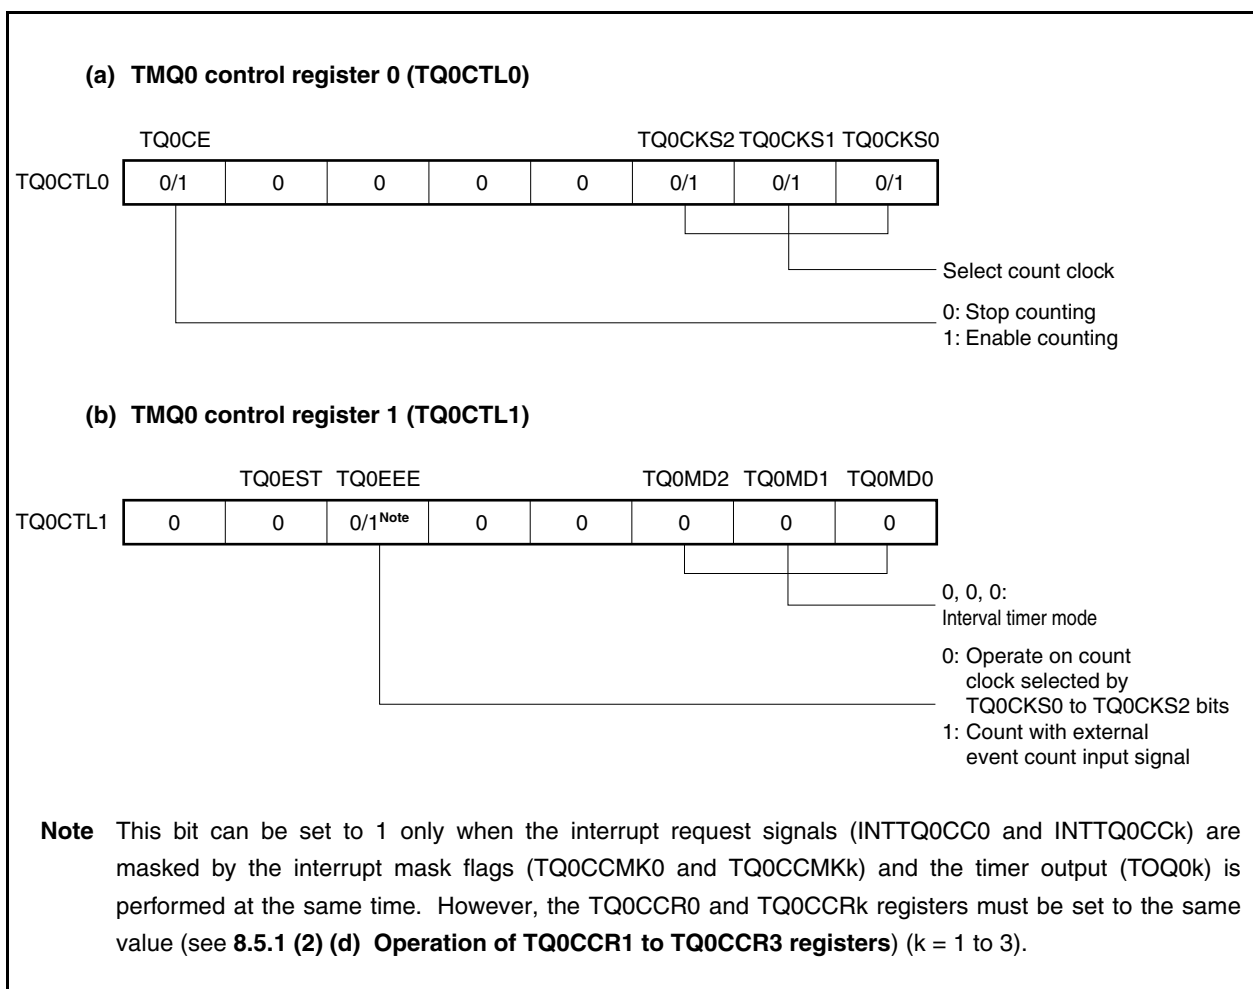 (a) TMQ0 control register 0 (TQ0CTL0)
TQ0CE TQ0CKS2 TQ0CKS1 TQ0CKS0
TQ0CTL0 0/1 0 0 0 0 0/1 0/1 0/1
Select count clock
0: Stop counting
1: Enable counting
(b) TMQ0 control register 1 (TQ0CTL1)
TQ0EST TQ0EEE TQ0MD2 TQ0MD1 TQ0MD0
TQ0CTL1 0 0 0/1Note 0 0 0 0 0
0, 0, 0:
Interval timer mode
0: Operate on count
clock selected by
TQ0CKS0 to TQ0CKS2 bits
1: Count with external
event count input signal
Note This bit can be set to 1 only when the interrupt request signals (INTTQ0CC0 and INTTQ0CCk) are
masked by the interrupt mask flags (TQ0CCMK0 and TQ0CCMKk) and the timer output (TOQ0k) is
performed at the same time. However, the TQ0CCR0 and TQ0CCRk registers must be set to the same
value (see 8.5.1 (2) (d) Operation of TQ0CCR1 to TQ0CCR3 registers) (k = 1 to 3).